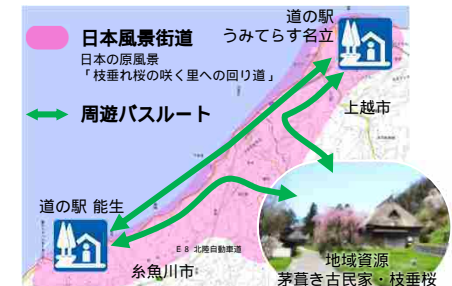 道の駅
うみてらす名立
日本風景街道
日本の原風景
「枝垂れ桜の咲く里への回り道」
周遊バスルート
上越市
道の駅 能生
E8 北陸自動車道
糸魚川市
地域資源
茅葺き古民家・枝垂桜